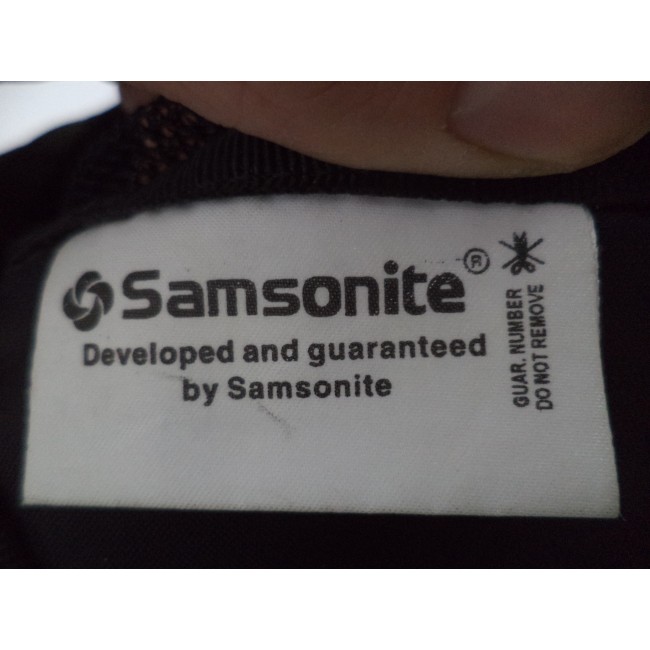 Samsonite®
Developed and guaranteed
by Samsonite
GUAR. NUMBER
DO NOT REMOVE